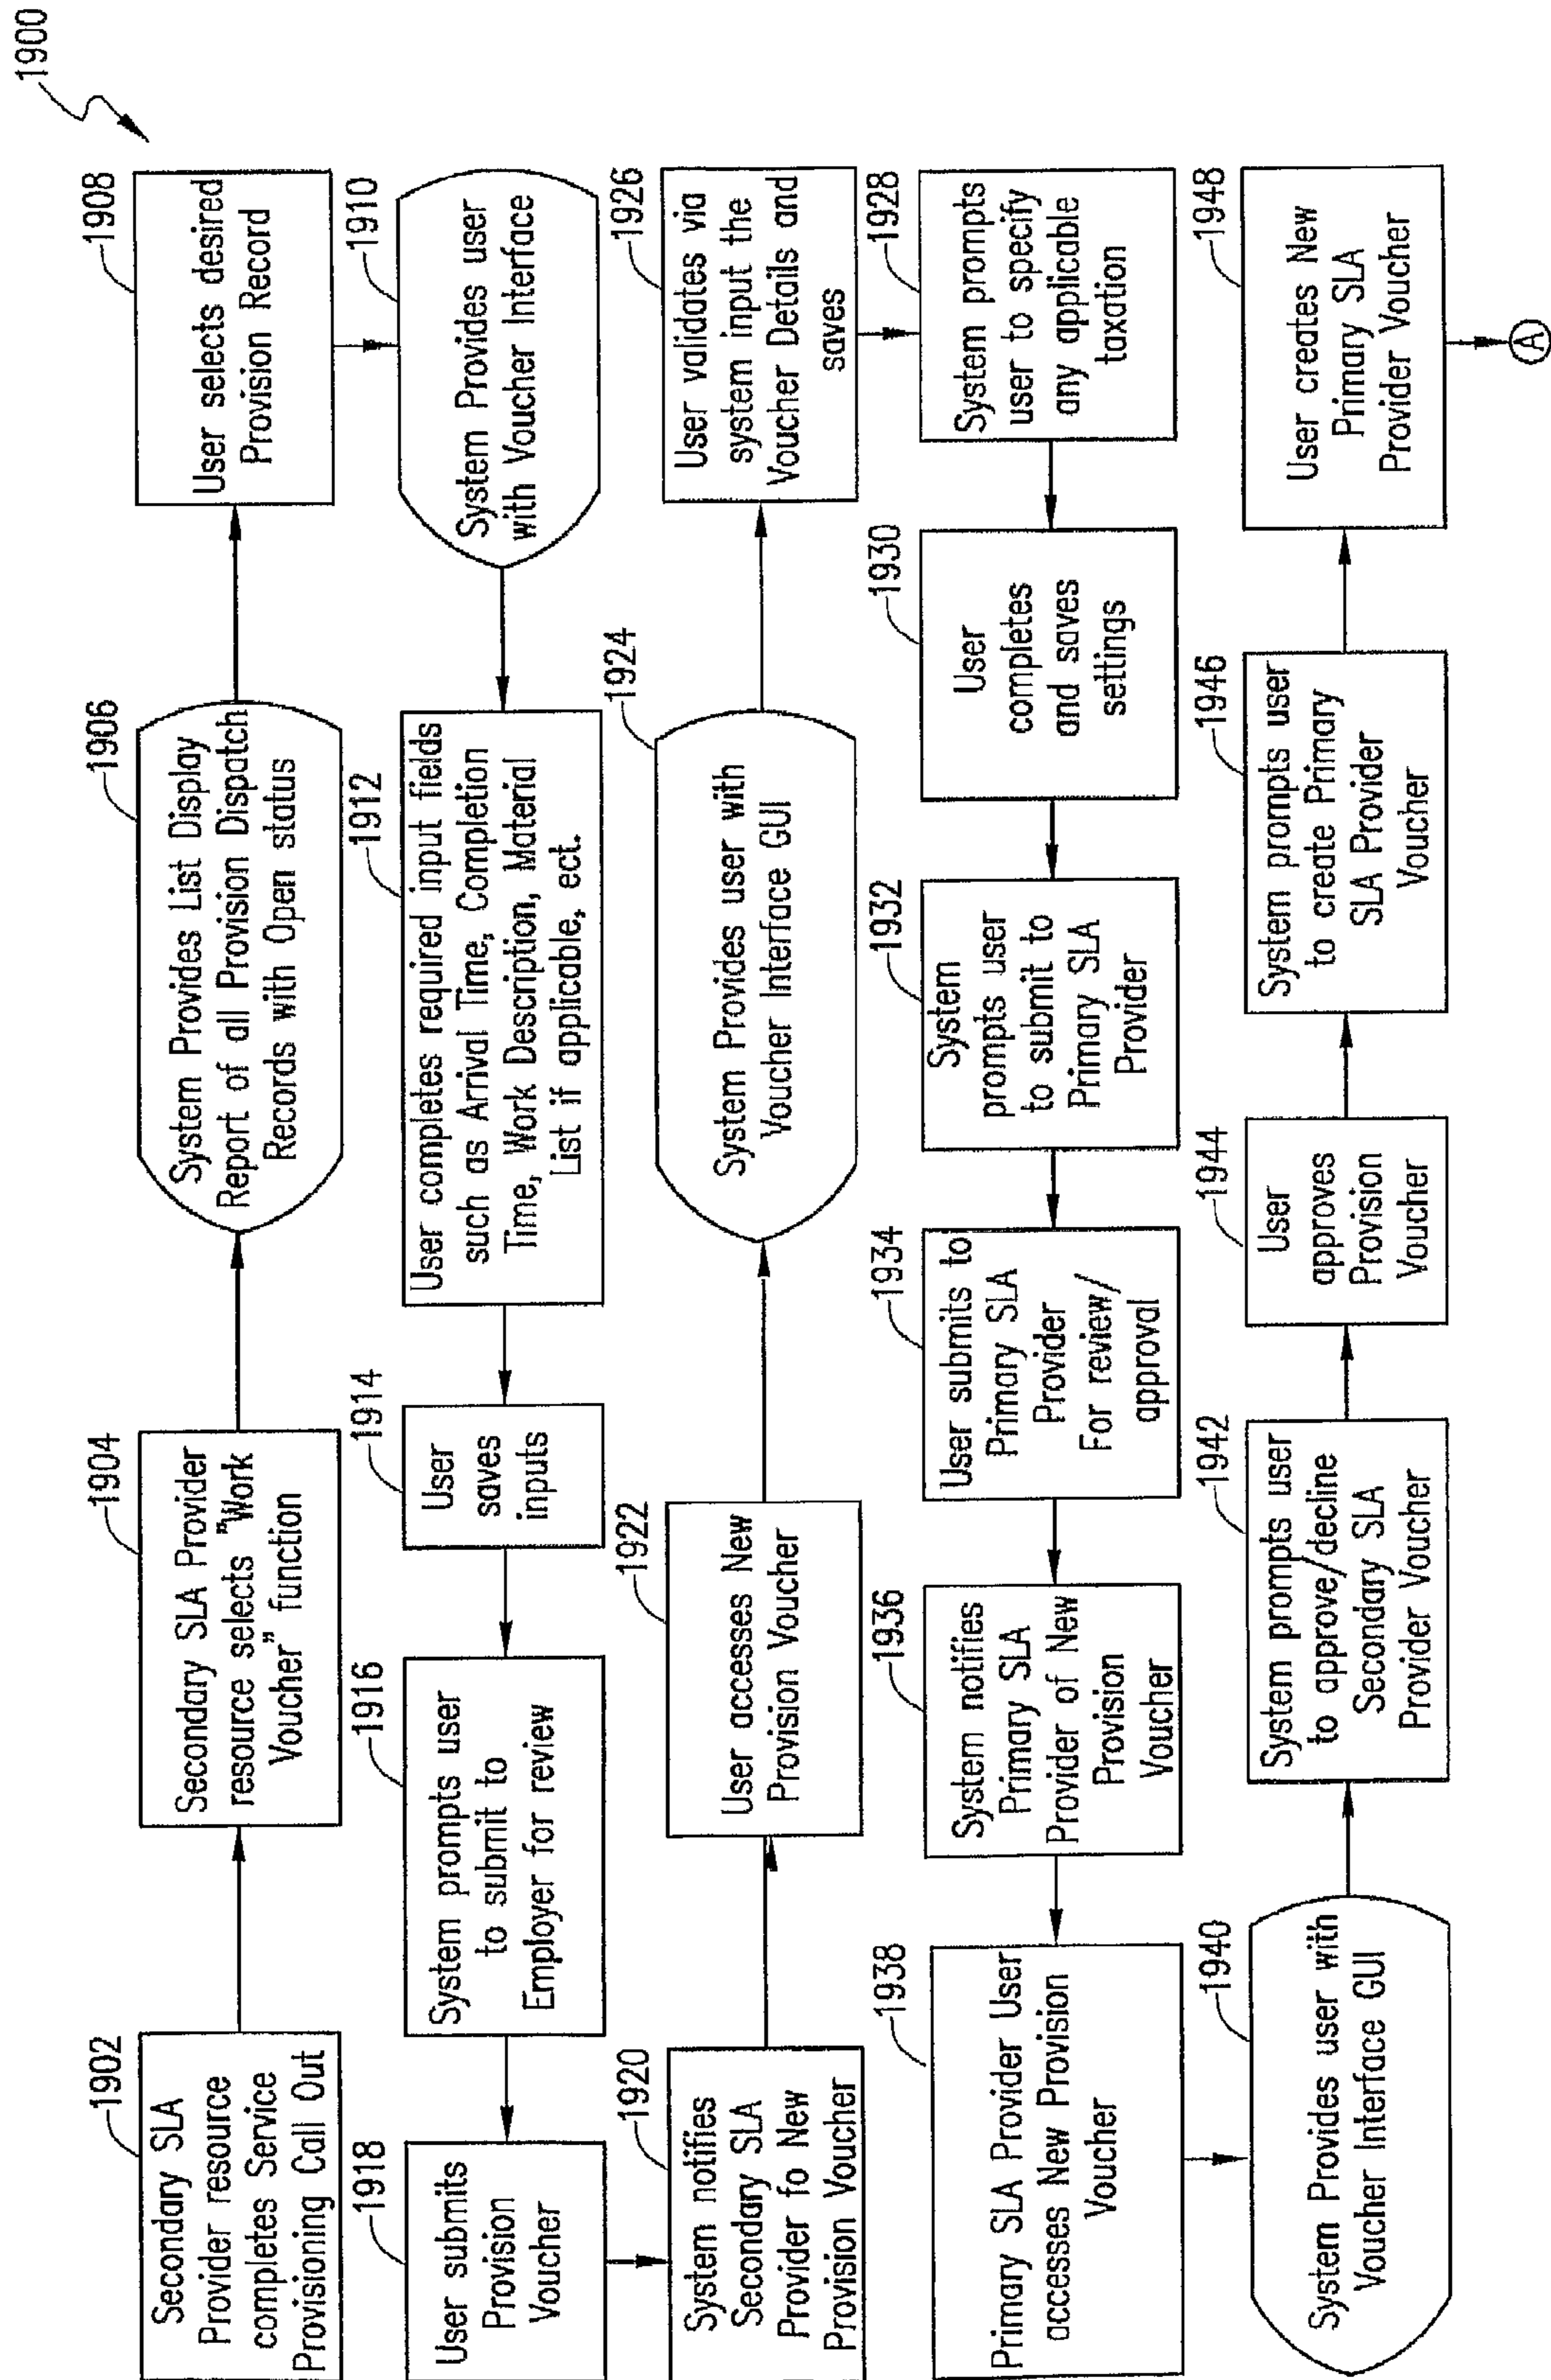 1900
1902
Secondary SLA
Provider resource
completes Service
Provisioning Call Out
1904
Secondary SLA Provider
resource selects "Work
Voucher" function
1906
System Provides List Display
Report of all Provision Dispatch
Records with Open status
1908
User selects desired
Provision Record
1910
System Provides user
with Voucher Interface
1912
User completes required input fields
such as Arrival Time, Completion
Time, Work Description, Material
List if applicable, ect.
1914
User
saves
inputs
1916
System prompts user
to submit to
Employer for review
1918
User submits
Provision
Voucher
1920
System notifies
Secondary SLA
Provider fo New
Provision Voucher
1922
User accesses New
Provision Voucher
1924
System Provides user with
Voucher Interface GUI
1926
User validates via
system input the
Voucher Details and
saves
1928
System prompts
user to specify
any applicable
taxation
1930
User
completes
and saves
settings
1932
System
prompts user
to submit to
Primary SLA
Provider
1934
User submits to
Primary SLA
Provider
For review/
approval
1936
System notifies
Primary SLA
Provider of New
Provision
Voucher
1938
Primary SLA Provider User
accesses New Provision
Voucher
1940
System Provides user with
Voucher Interface GUI
1942
System prompts user
to approve/decline
Secondary SLA
Provider Voucher
1944
User
approves
Provision
Voucher
1946
System prompts user
to create Primary
SLA Provider
Voucher
1948
User creates New
Primary SLA
Provider Voucher
A